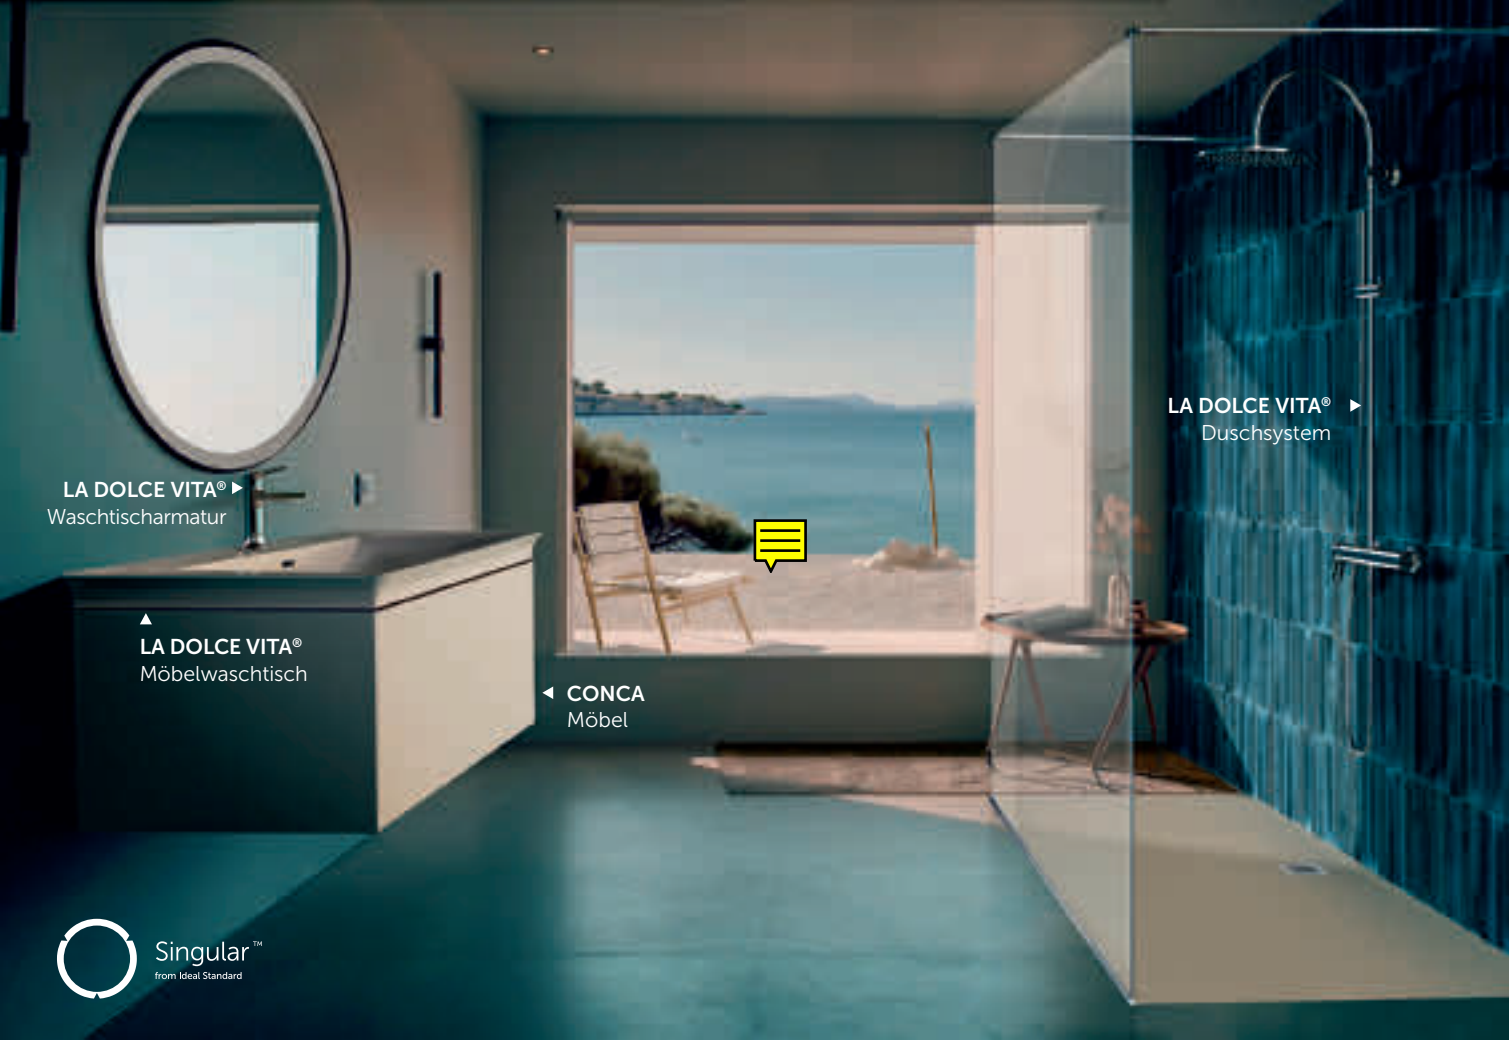 LA DOLCE VITA®
Duschsystem
LA DOLCE VITA®
Waschtischarmatur
LA DOLCE VITA®
Möbelwaschtisch
CONCA
Möbel
Singular™
from Ideal Standard